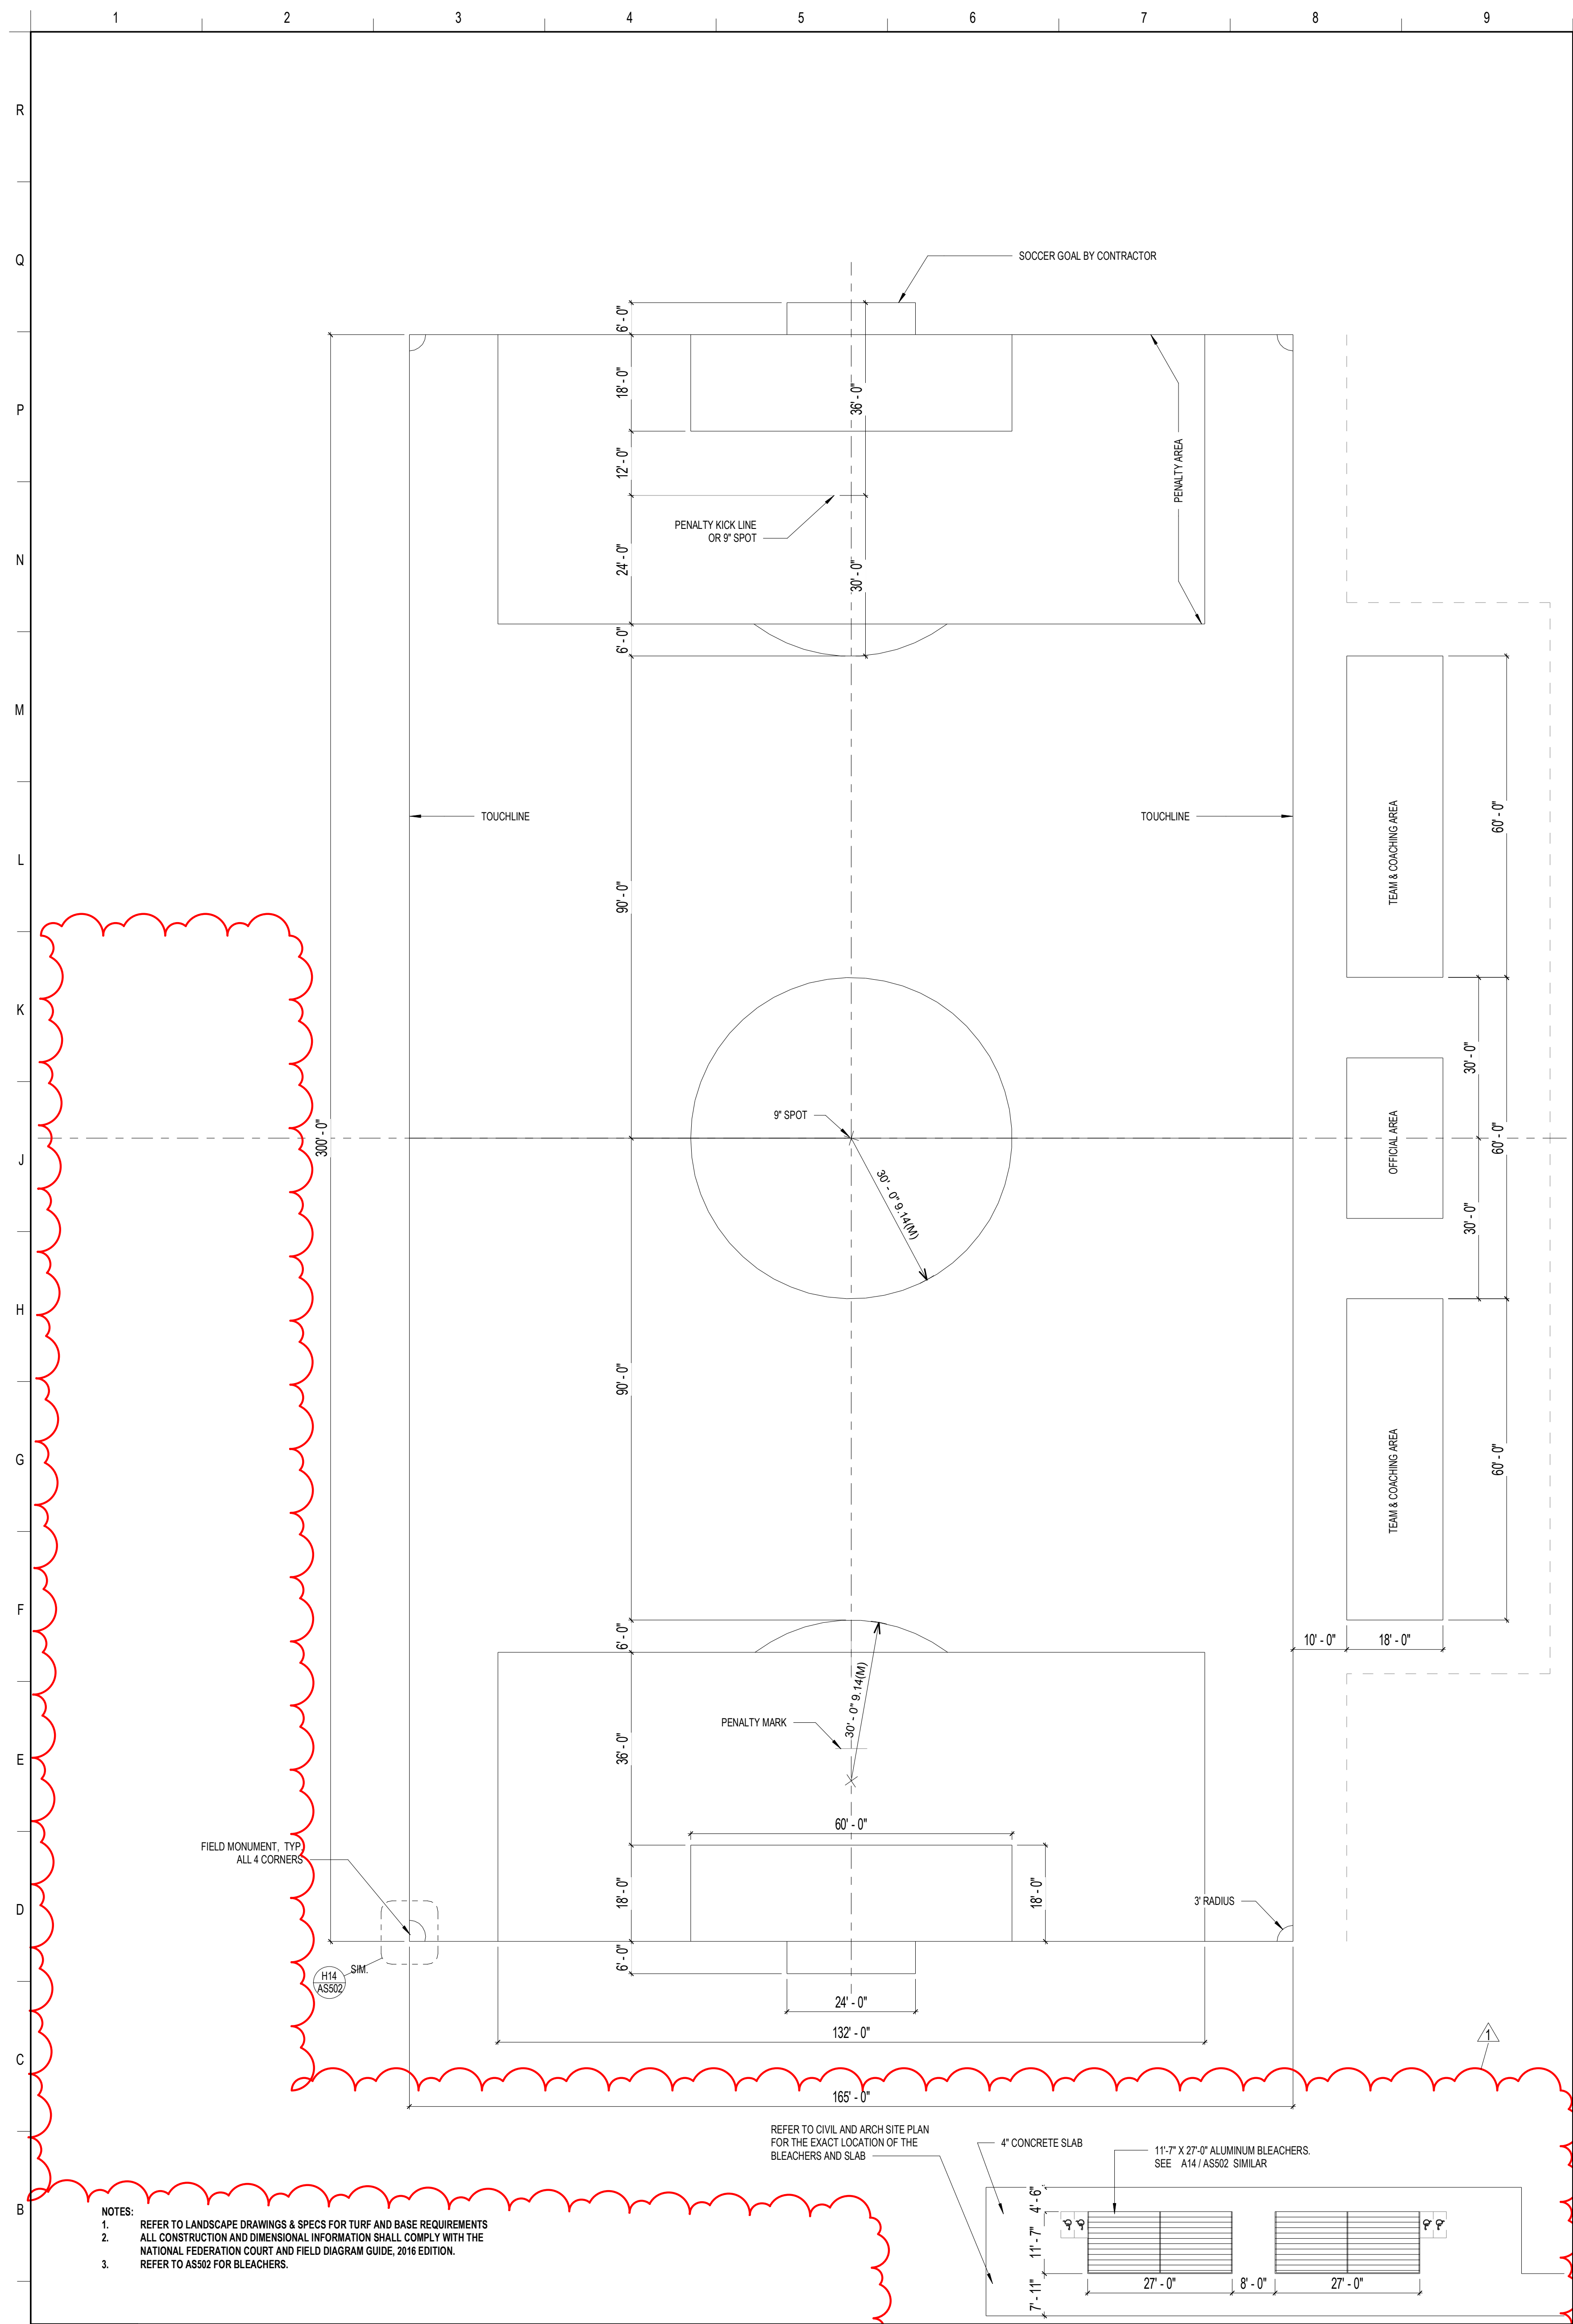 1 2 3 4 5 6 7 8 9
R
Q
P
N
M
L
K
J
H
G
F
E
D
C
B
SOCCER GOAL BY CONTRACTOR
6' - 0"
18' - 0"
36' - 0"
12' - 0"
PENALTY AREA
PENALTY KICK LINE
OR 9" SPOT
24' - 0"
30' - 0"
6' - 0"
TOUCHLINE
TOUCHLINE
TEAM & COACHING AREA
60' - 0"
90' - 0"
30' - 0"
9" SPOT
300' - 0"
OFFICIAL AREA
60' - 0"
30' - 0" 9.14(M)
30' - 0"
90' - 0"
TEAM & COACHING AREA
60' - 0"
6' - 0"
10' - 0"
18' - 0"
30' - 0" 9.14(M)
PENALTY MARK
36' - 0"
60' - 0"
FIELD MONUMENT, TYP.
ALL 4 CORNERS
18' - 0"
18' - 0"
3' RADIUS
6' - 0"
SIM.
H14
AS502
24' - 0"
132' - 0"
1
165' - 0"
REFER TO CIVIL AND ARCH SITE PLAN
FOR THE EXACT LOCATION OF THE
BLEACHERS AND SLAB
4" CONCRETE SLAB
11'-7" X 27'-0" ALUMINUM BLEACHERS.
SEE A14 / AS502 SIMILAR
4' - 6"
11' - 7"
7' - 11"
27' - 0"
8' - 0"
27' - 0"
NOTES:
1. REFER TO LANDSCAPE DRAWINGS & SPECS FOR TURF AND BASE REQUIREMENTS
2. ALL CONSTRUCTION AND DIMENSIONAL INFORMATION SHALL COMPLY WITH THE
NATIONAL FEDERATION COURT AND FIELD DIAGRAM GUIDE, 2016 EDITION.
3. REFER TO AS502 FOR BLEACHERS.